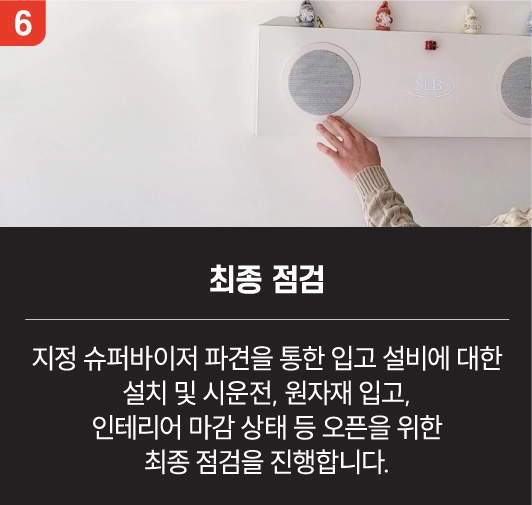 6
SLB
최종 점검
지정 슈퍼바이저 파견을 통한 입고 설비에 대한
설치 및 시운전, 원자재 입고,
인테리어 마감 상태 등 오픈을 위한
최종 점검을 진행합니다.